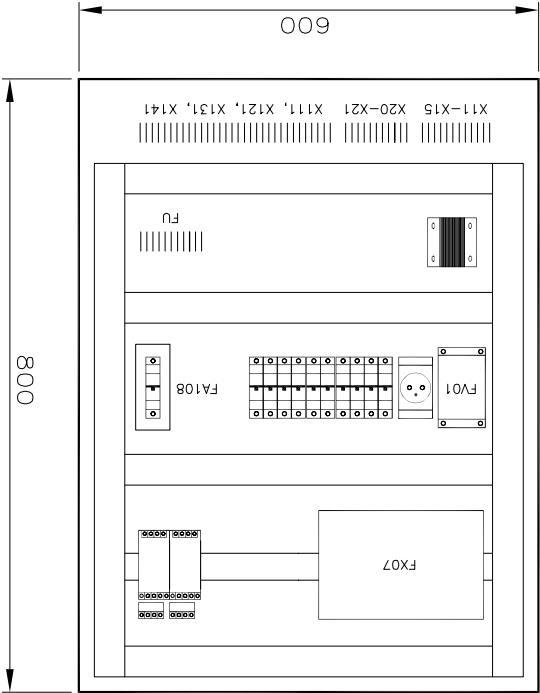 FX07
FV01
FA108
800
FU
X11-X15
X20-X21
X111, X121, X131, X141
600